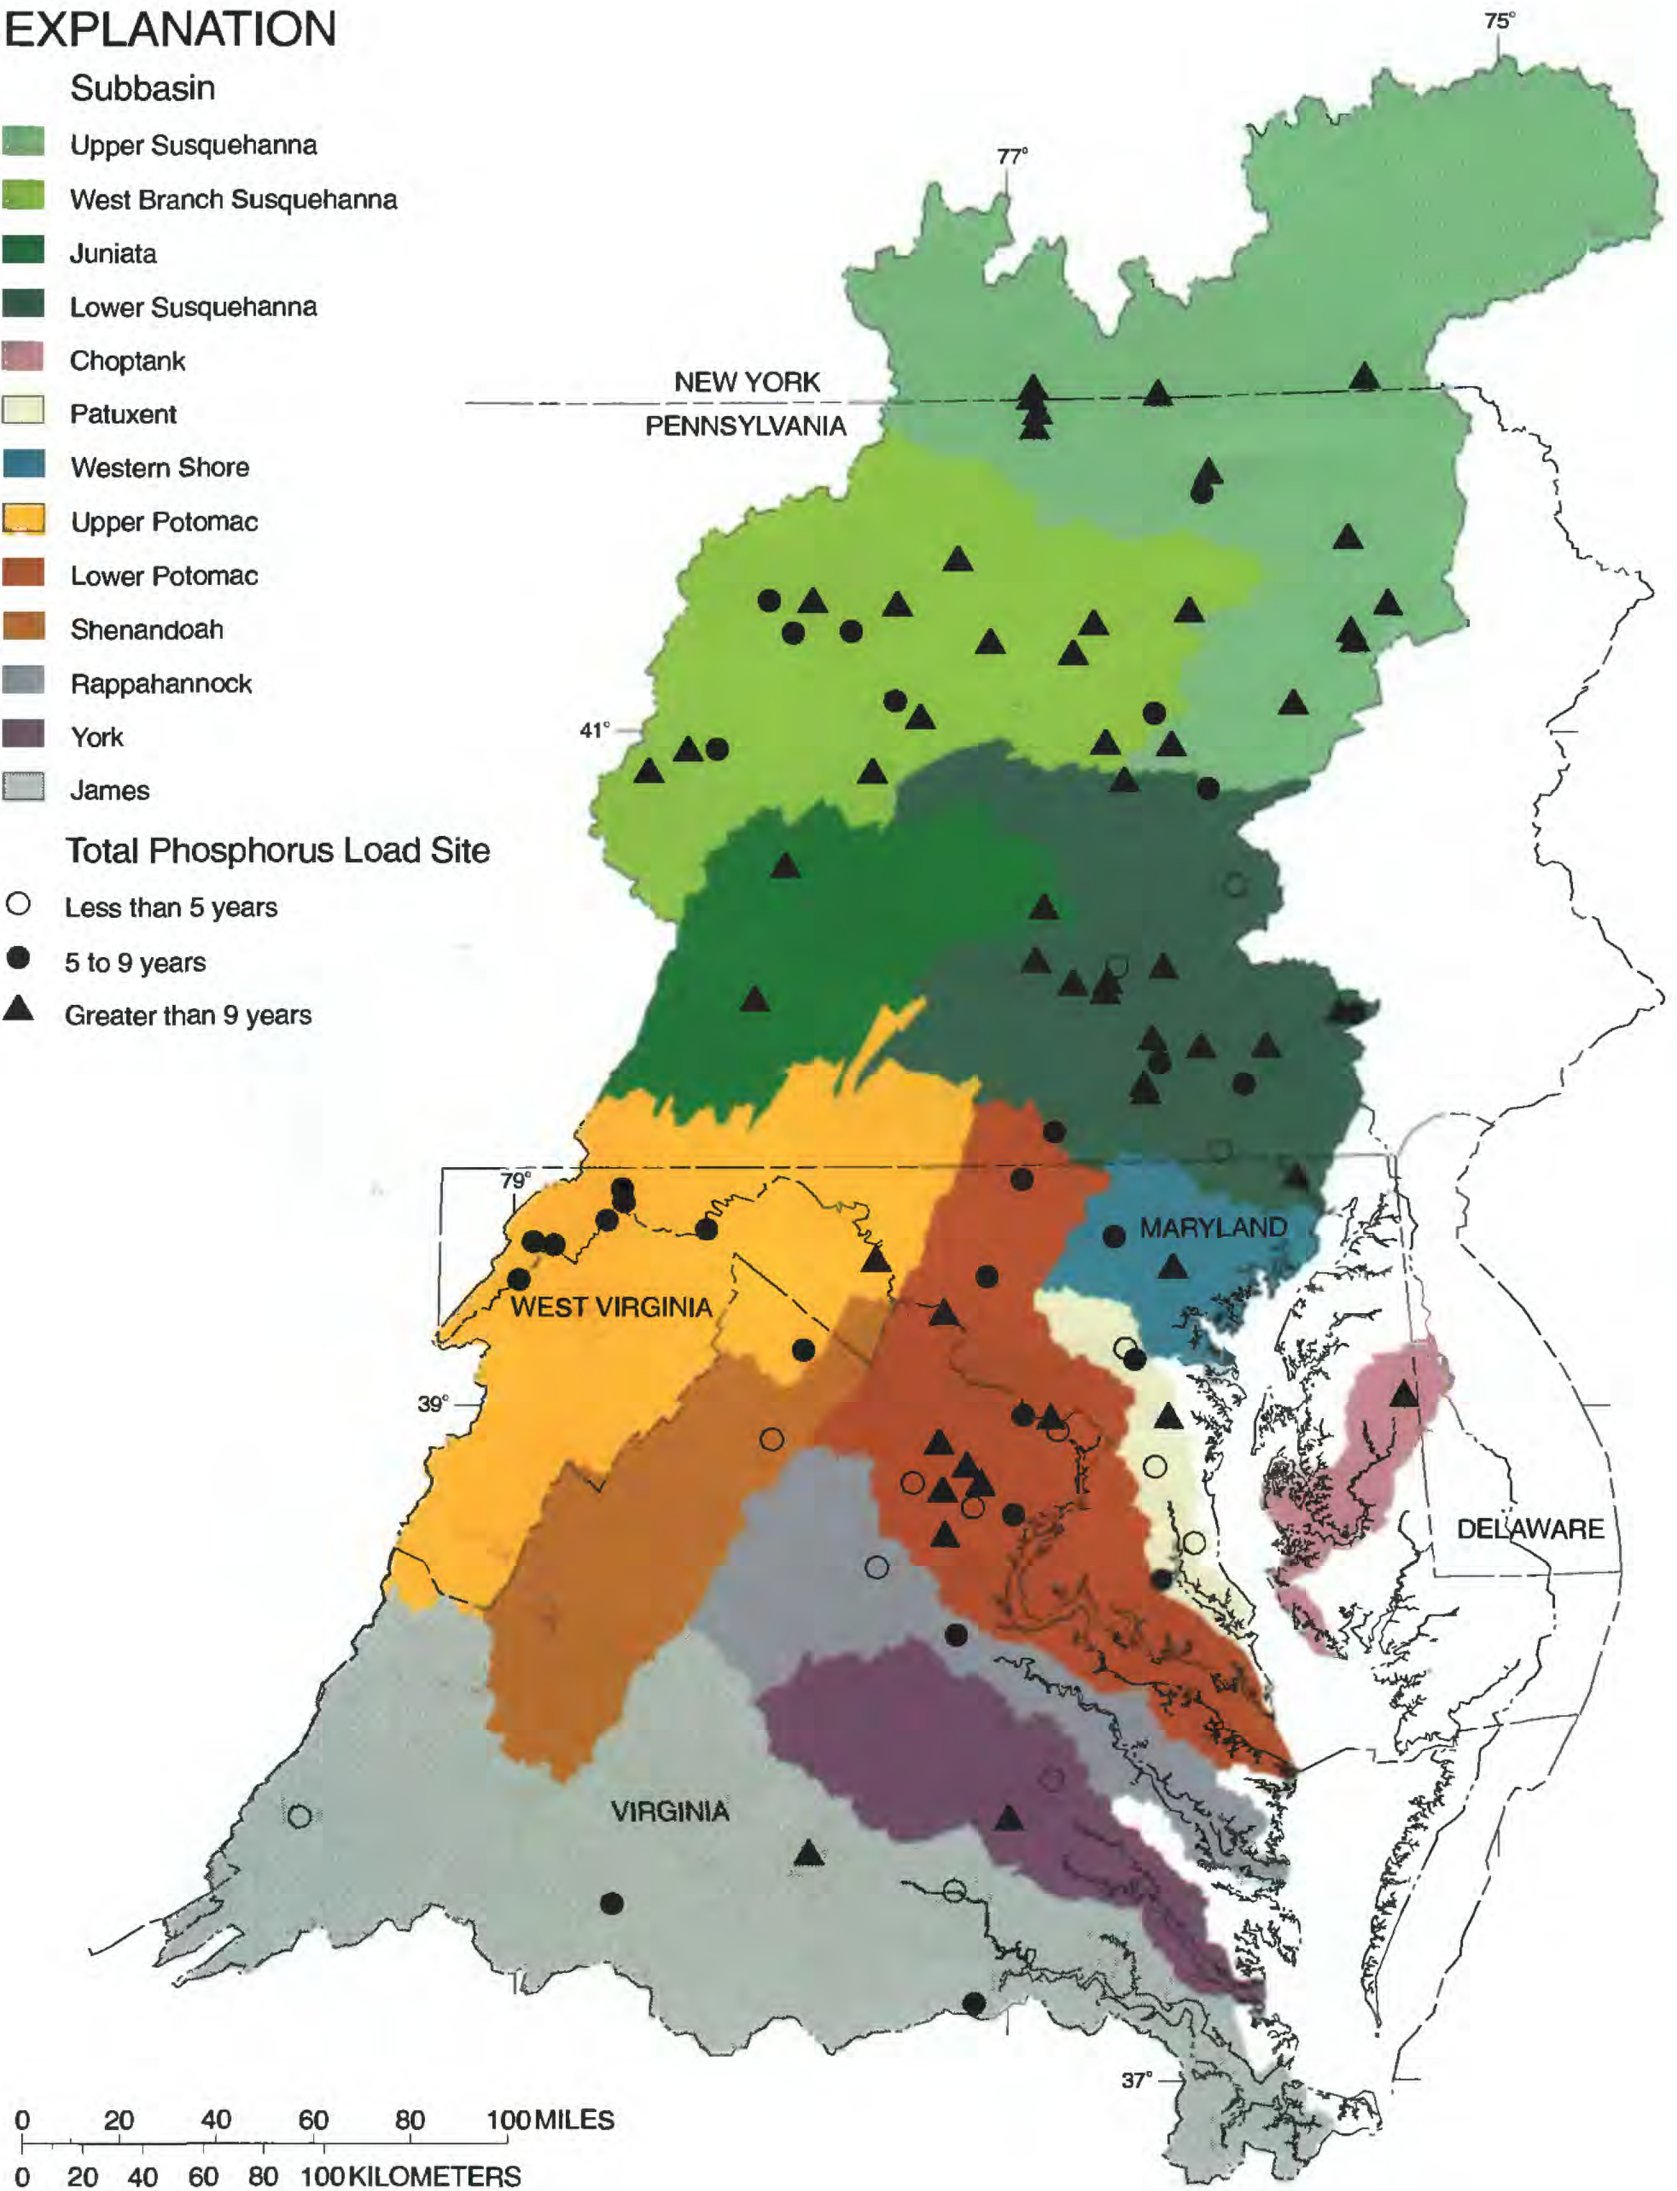 EXPLANATION
Subbasin
Upper Susquehanna
West Branch Susquehanna
Juniata
Lower Susquehanna
Choptank
Patuxent
Western Shore
Upper Potomac
Lower Potomac
Shenandoah
Rappahannock
York
James
Total Phosphorus Load Site
Less than 5 years
5 to 9 years
Greater than 9 years
75°
77°
NEW YORK
PENNSYLVANIA
41°
79°
MARYLAND
WEST VIRGINIA
39°
DELAWARE
VIRGINIA
37°
0 20 40 60 80 100 MILES
0 20 40 60 80 100 KILOMETERS